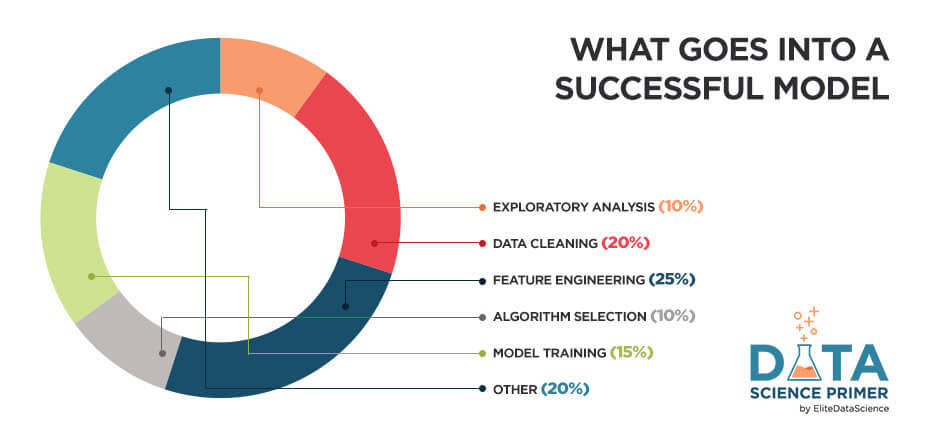 WHAT GOES INTO A
SUCCESSFUL MODEL
EXPLORATORY ANALYSIS (10%)
DATA CLEANING (20%)
FEATURE ENGINEERING (25%)
ALGORITHM SELECTION (10%)
MODEL TRAINING (15%)
OTHER (20%)
DATA
SCIENCE PRIMER
by EliteDataScience